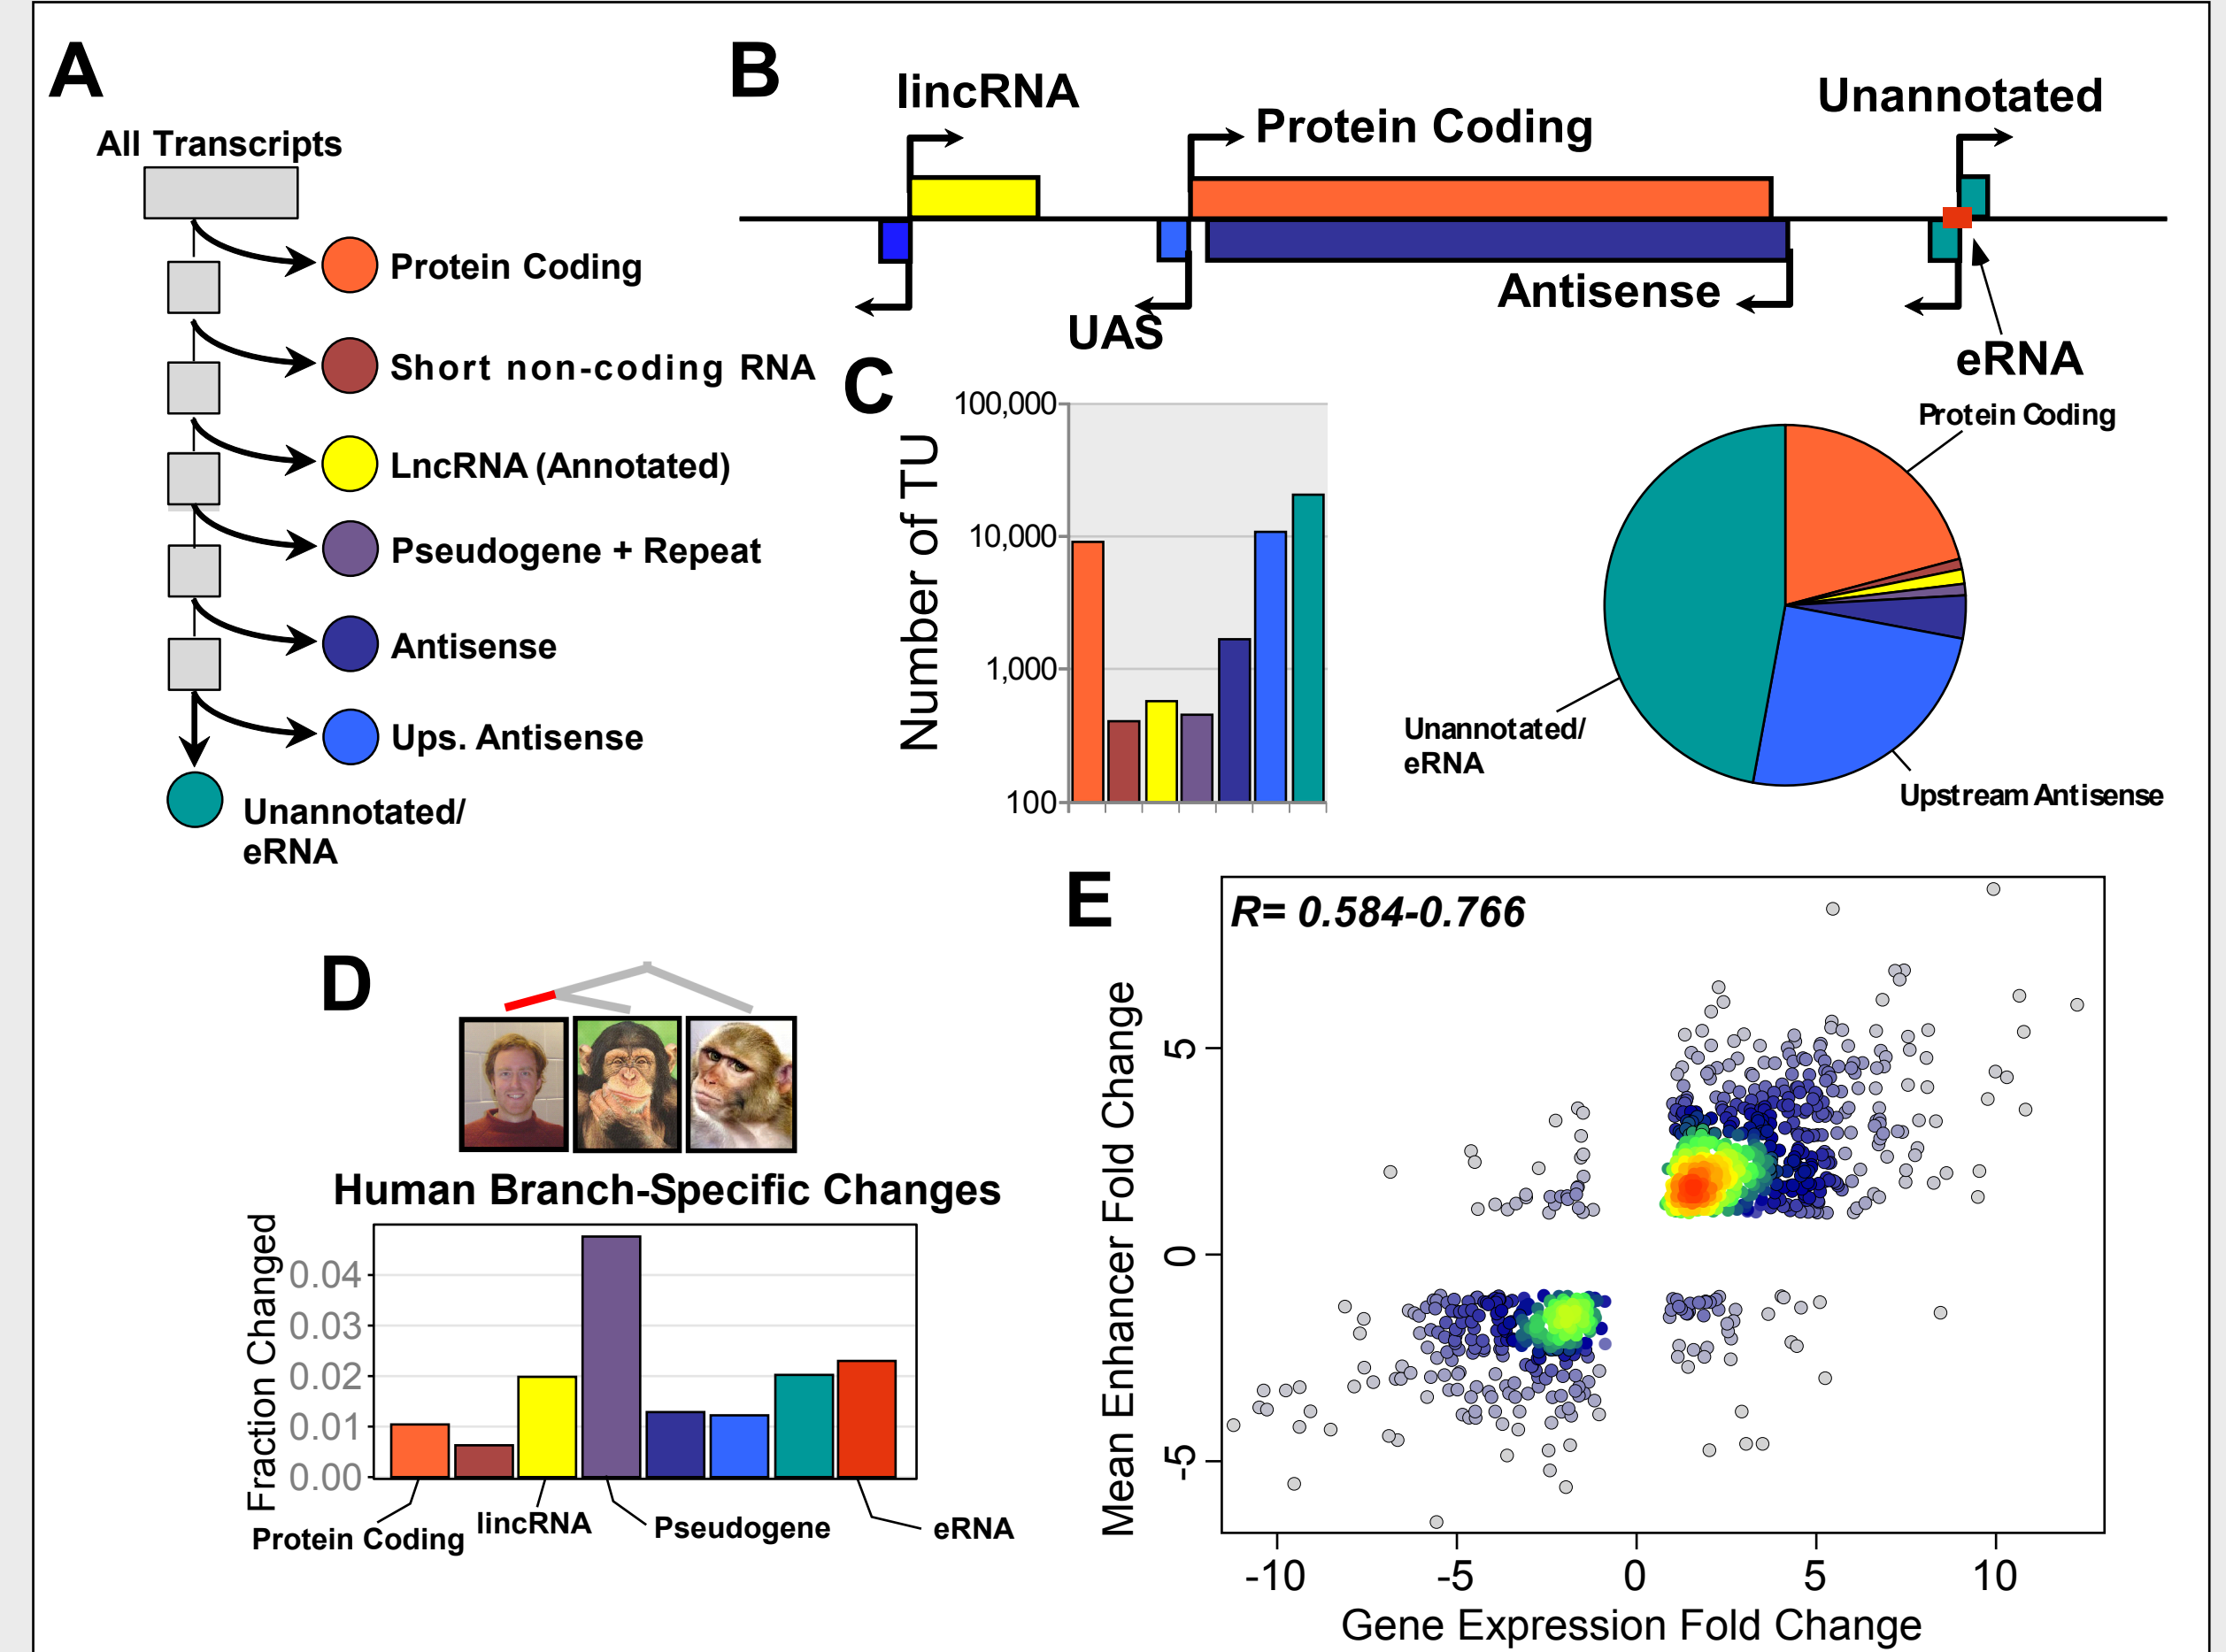 A
All Transcripts
Protein Coding
Short non-coding RNA
LncRNA (Annotated)
Pseudogene + Repeat
Antisense
Ups. Antisense
Unannotated/
eRNA
B
lincRNA
Protein Coding
Unannotated
UAS
Antisense
eRNA
C
Number of TU
100,000
10,000
1,000
100
Protein Coding
Unannotated/
eRNA
Upstream Antisense
D
Human Branch-Specific Changes
Fraction Changed
0.04
0.03
0.02
0.01
0.00
Protein Coding
lincRNA
Pseudogene
eRNA
E
R= 0.584-0.766
Mean Enhancer Fold Change
5
0
-5
-10
-5
0
5
10
Gene Expression Fold Change